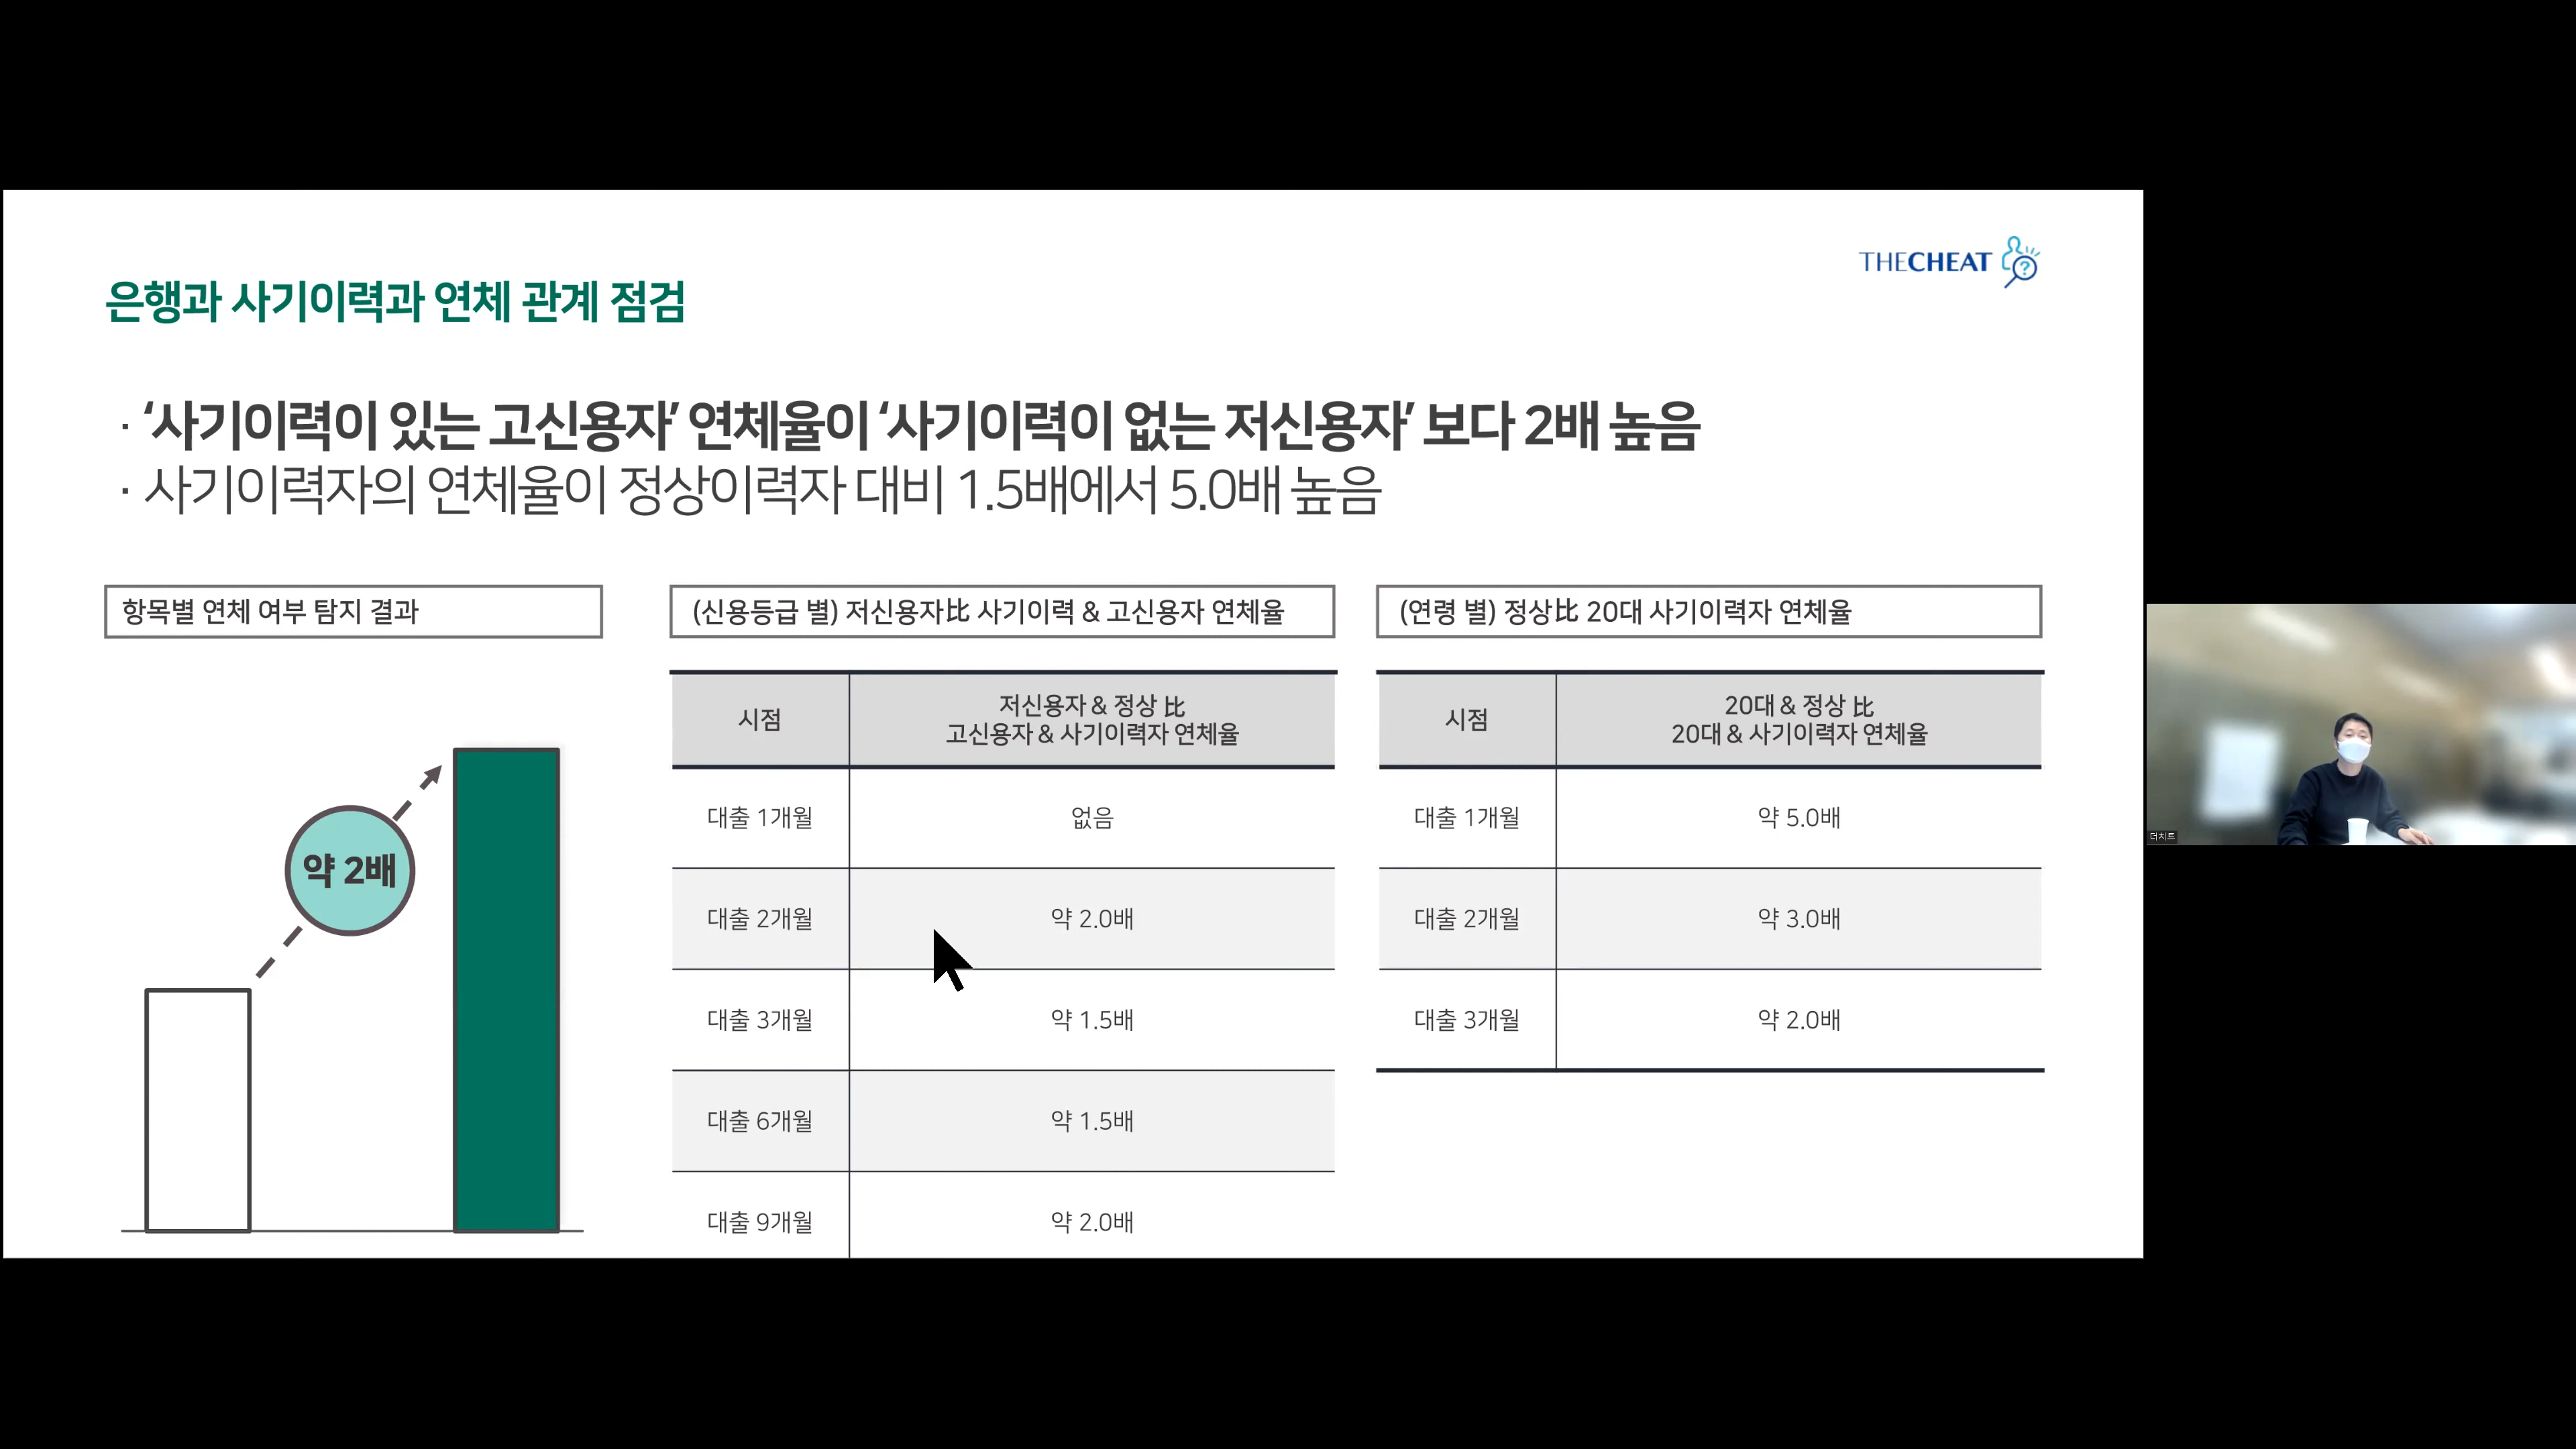 THECHEAT
은행과 사기이력과 연체 관계 점검
· ‘사기이력이 있는 고신용자’ 연체율이 ‘사기이력이 없는 저신용자’ 보다 2배 높음
· 사기이력자의 연체율이 정상이력자 대비 1.5배에서 5.0배 높음
항목별 연체 여부 탐지 결과
약 2배
(신용등급 별) 저신용자比 사기이력 & 고신용자 연체율
시점
저신용자 & 정상 比
고신용자 & 사기이력자 연체율
대출 1개월
없음
대출 2개월
약 2.0배
대출 3개월
약 1.5배
대출 6개월
약 1.5배
대출 9개월
약 2.0배
(연령 별) 정상比 20대 사기이력자 연체율
시점
20대 & 정상 比
20대 & 사기이력자 연체율
대출 1개월
약 5.0배
대출 2개월
약 3.0배
대출 3개월
약 2.0배
더치트